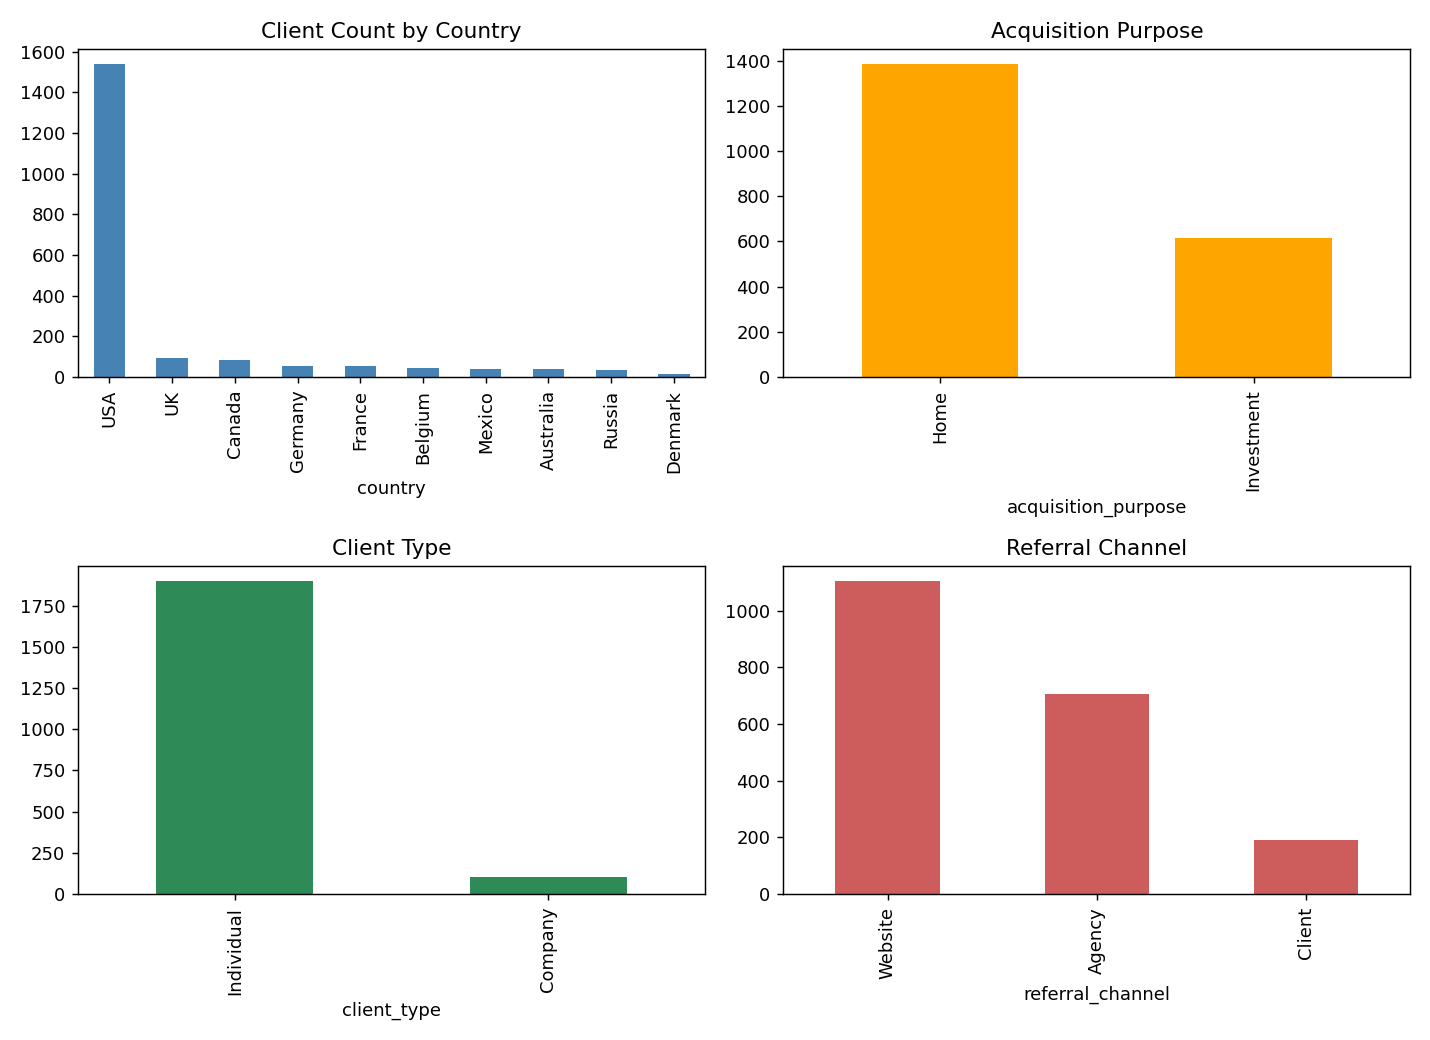 Client Count by Country
1600
1400
1200
1000
800
600
400
200
0
USA
UK
Canada
Germany
France
Belgium
Mexico
Australia
Russia
Denmark
country
Acquisition Purpose
1400
1200
1000
800
600
400
200
0
Home
Investment
acquisition_purpose
Client Type
1750
1500
1250
1000
750
500
250
0
Individual
Company
client_type
Referral Channel
1000
800
600
400
200
0
Website
Agency
Client
referral_channel